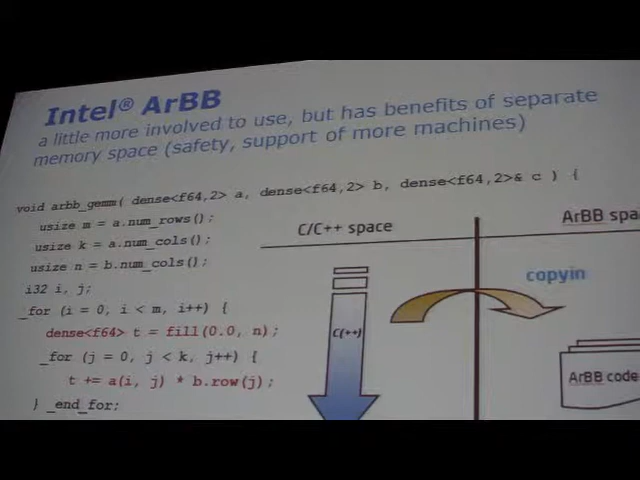 Intel® ArBB
a little more involved to use, but has benefits of separate
memory space (safety, support of more machines)
void arbb_gemm( dense<f64,2> a, dense<f64,2> b, dense<f64,2>& c ) {
usize m = a.num_rows();
usize k = a.num_cols();
usize n = b.num_cols();
i32 i, j;
_for (i = 0, i < m, i++) {
dense<f64> t = fill(0.0, n);
_for (j = 0, j < k, j++) {
t += a(i, j) * b.row(j);
} _end_for;
C/C++ space
ArBB spa
copyin
C(++)
ArBB code